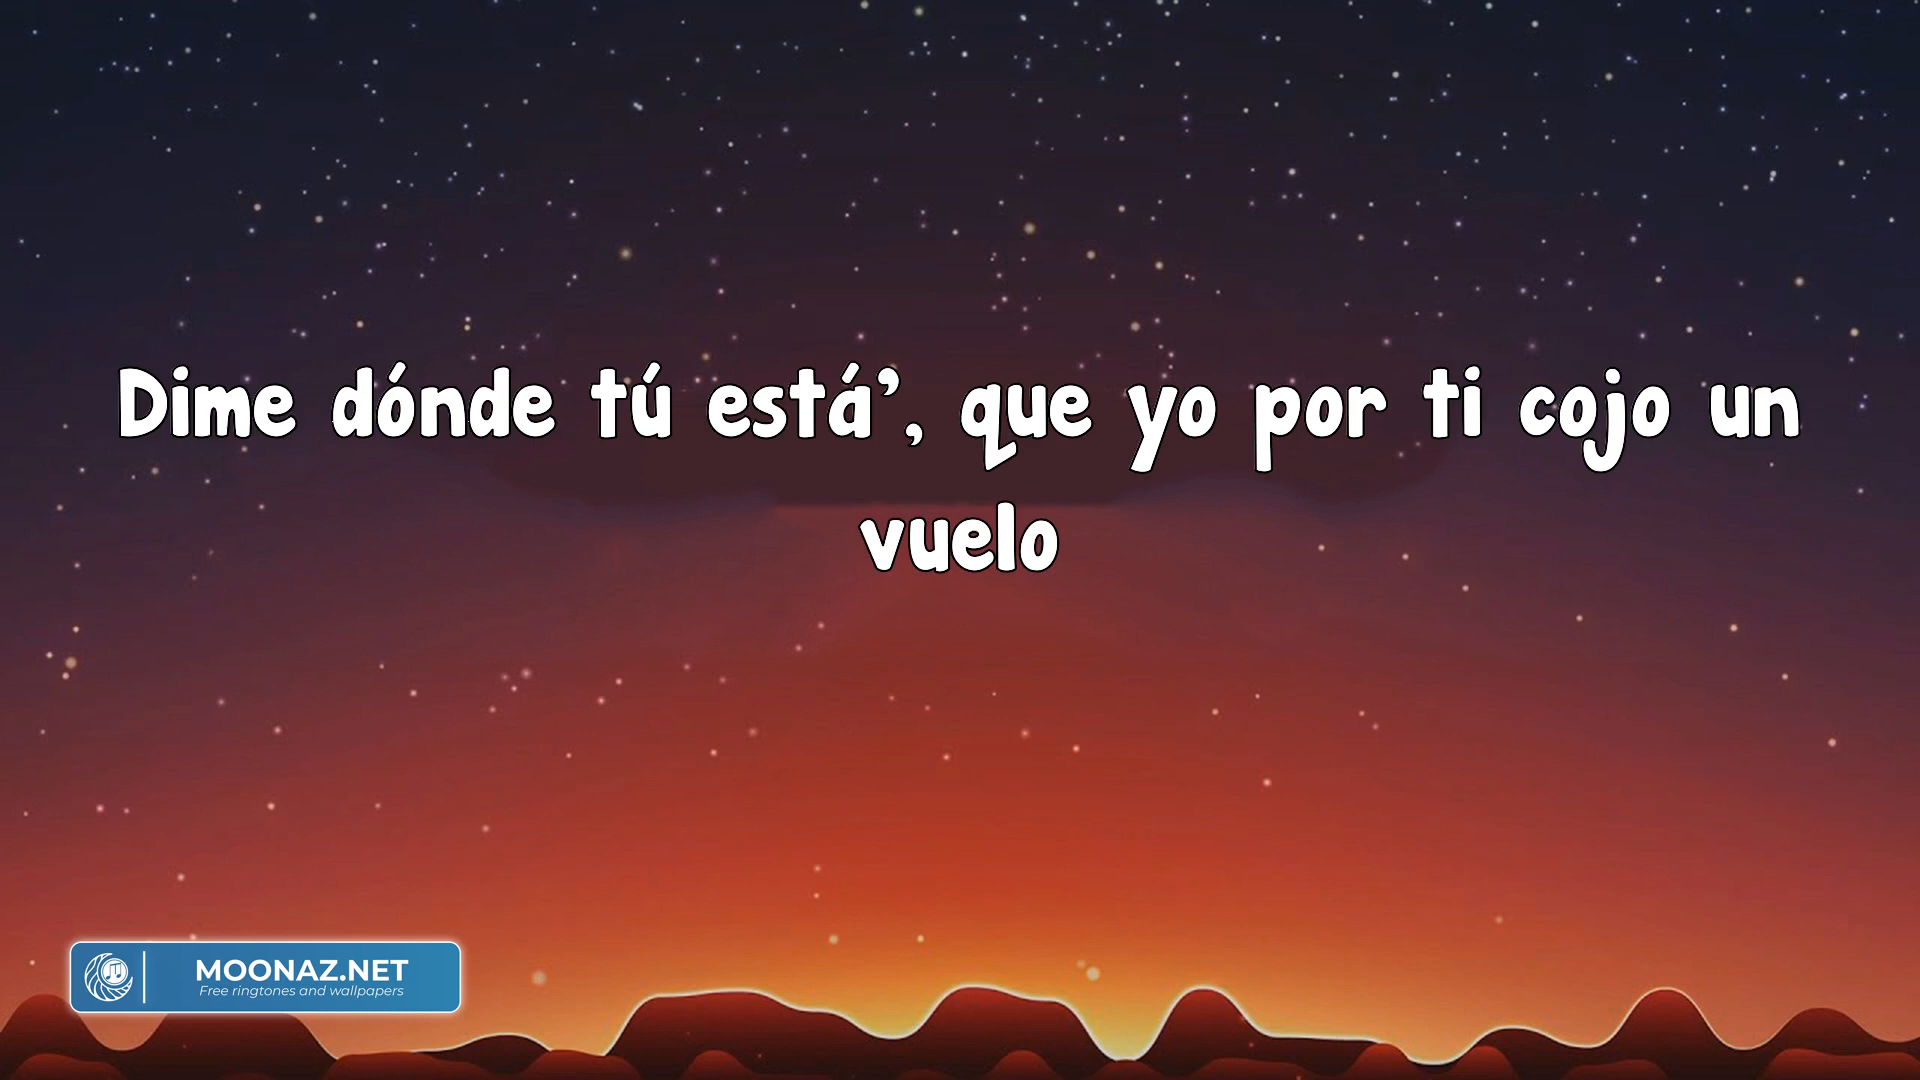 Dime dónde tú está’, que yo por ti cojo un
vuelo
MOONAZ.NET
Free ringtones and wallpapers